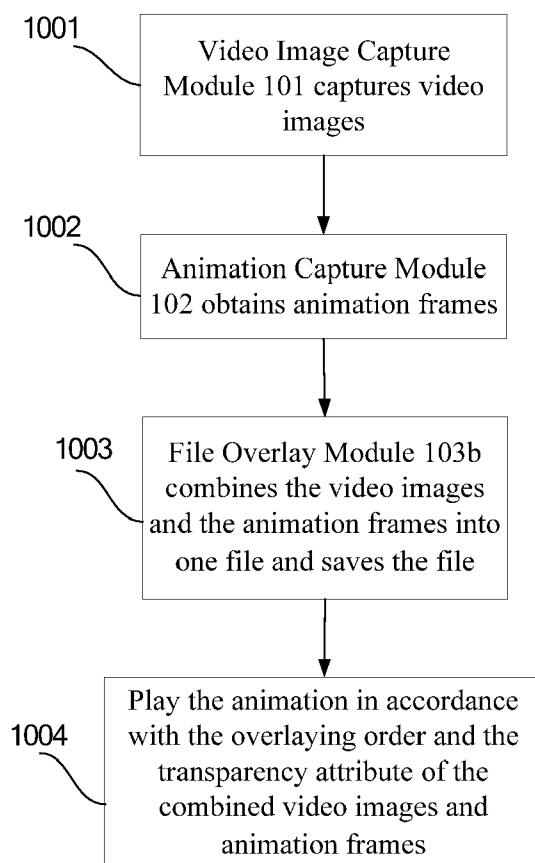 1001
Video Image Capture
Module 101 captures video
images
1002
Animation Capture Module
102 obtains animation frames
1003
File Overlay Module 103b
combines the video images
and the animation frames into
one file and saves the file
1004
Play the animation in accordance
with the overlaying order and the
transparency attribute of the
combined video images and
animation frames